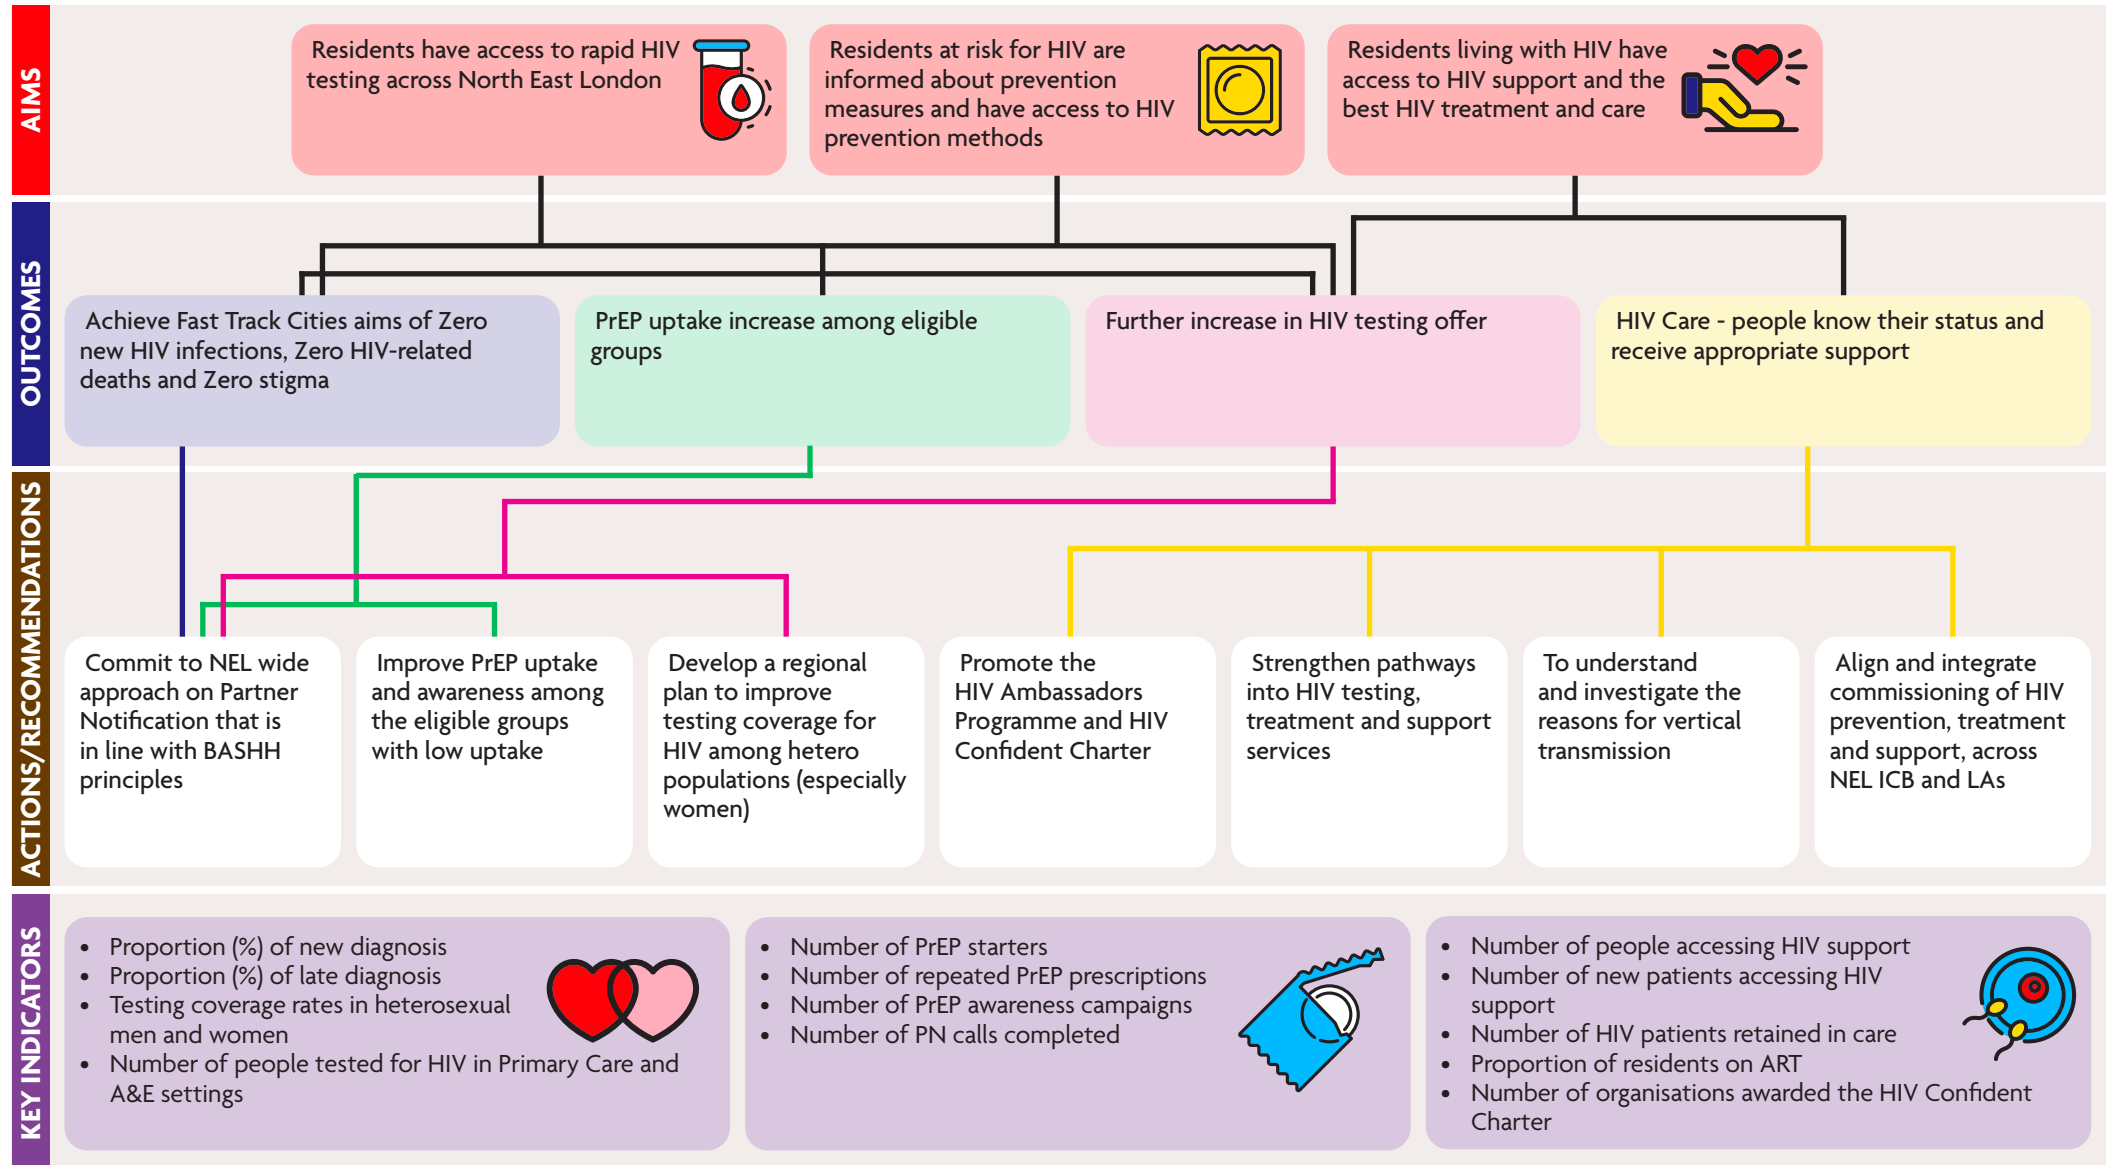 AIMS
Residents have access to rapid HIV
testing across North East London
Residents at risk for HIV are
informed about prevention
measures and have access to HIV
prevention methods
Residents living with HIV have
access to HIV support and the
best HIV treatment and care
OUTCOMES
Achieve Fast Track Cities aims of Zero
new HIV infections, Zero HIV-related
deaths and Zero stigma
PrEP uptake increase among eligible
groups
Further increase in HIV testing offer
HIV Care - people know their status and
receive appropriate support
ACTIONS/RECOMMENDATIONS
Commit to NEL wide
approach on Partner
Notification that is
in line with BASHH
principles
Improve PrEP uptake
and awareness among
the eligible groups
with low uptake
Develop a regional
plan to improve
testing coverage for
HIV among hetero
populations (especially
women)
Promote the
HIV Ambassadors
Programme and HIV
Confident Charter
Strengthen pathways
into HIV testing,
treatment and support
services
To understand
and investigate the
reasons for vertical
transmission
Align and integrate
commissioning of HIV
prevention, treatment
and support, across
NEL ICB and LAs
KEY INDICATORS
• Proportion (%) of new diagnosis
• Proportion (%) of late diagnosis
• Testing coverage rates in heterosexual
men and women
• Number of people tested for HIV in Primary Care and
A&E settings
• Number of PrEP starters
• Number of repeated PrEP prescriptions
• Number of PrEP awareness campaigns
• Number of PN calls completed
• Number of people accessing HIV support
• Number of new patients accessing HIV
support
• Number of HIV patients retained in care
• Proportion of residents on ART
• Number of organisations awarded the HIV Confident
Charter